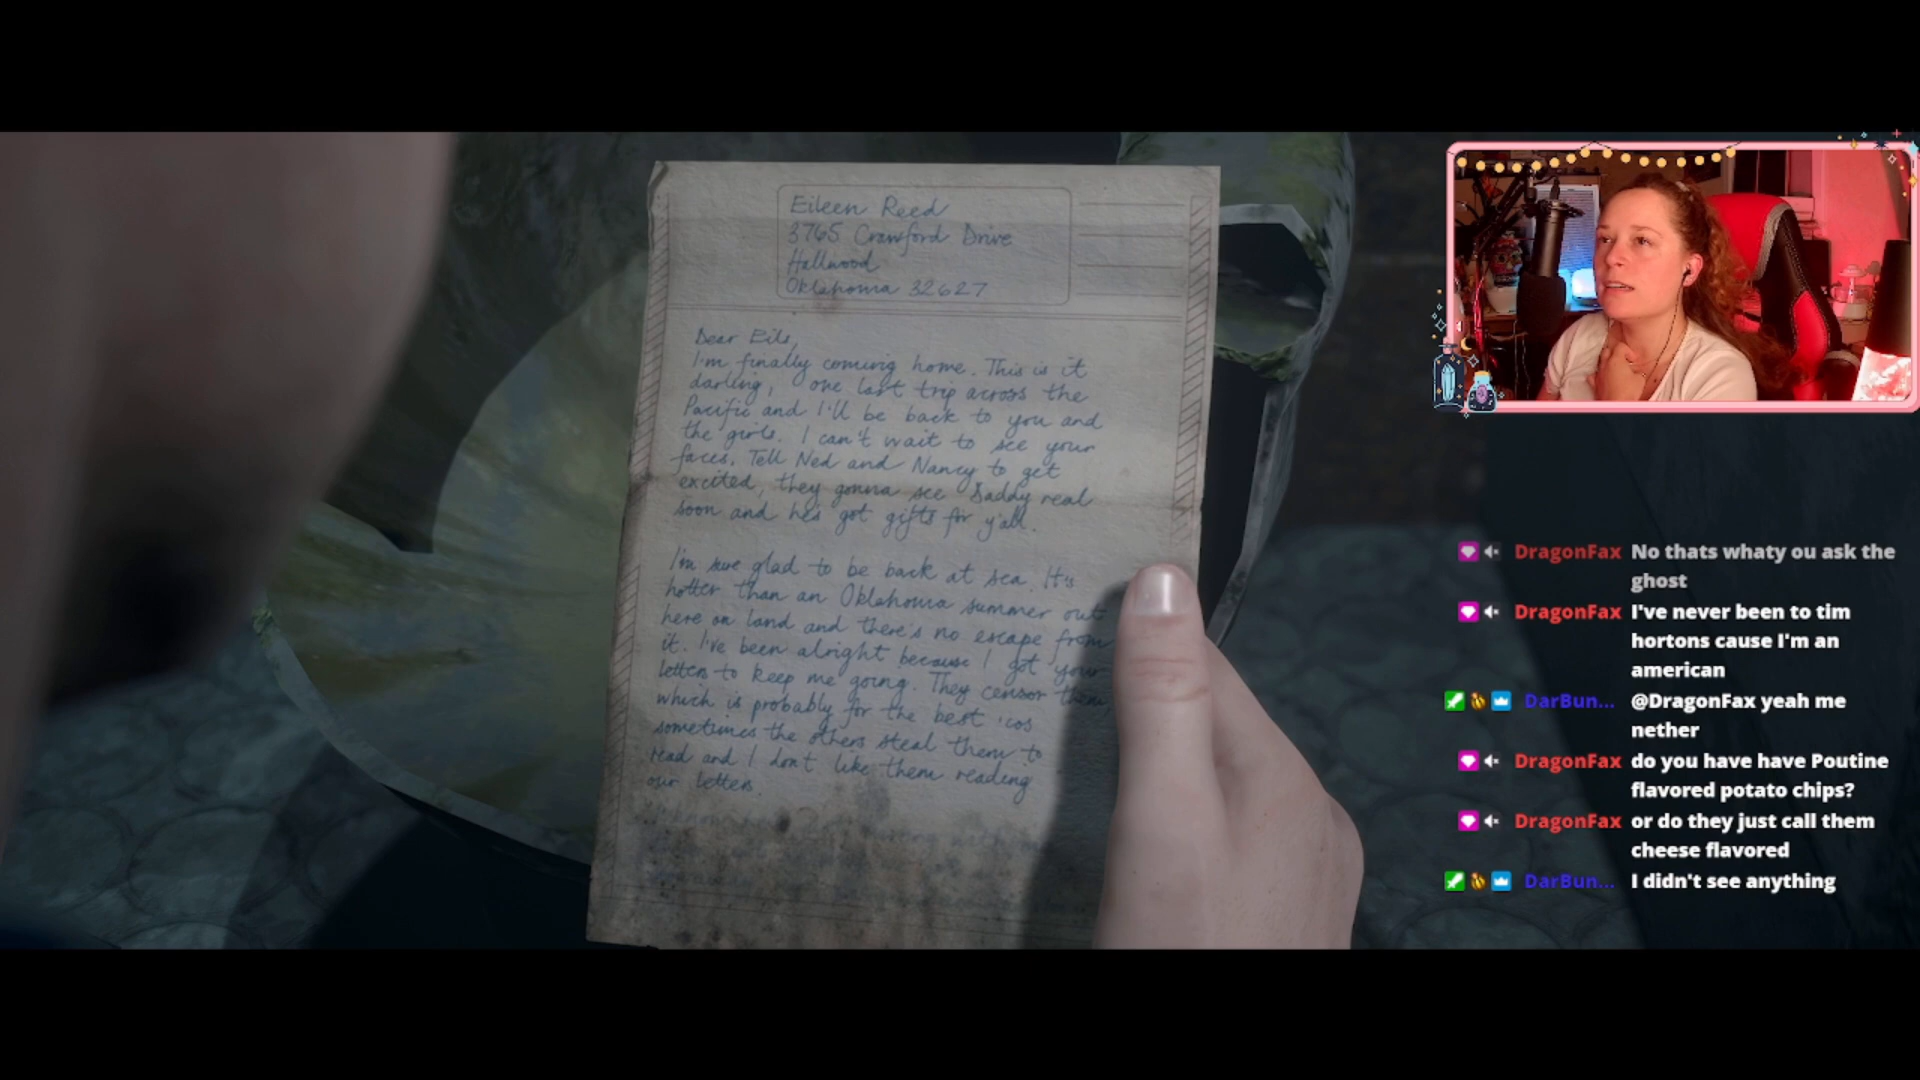 Eileen Reed
3765 Crawford Drive
Hallwood
Oklahoma 32627
Dear Eils,
I'm finally coming home. This is it
darling, one last trip across the
Pacific and I'll be back to you and
the girls. I can't wait to see your
faces. Tell Ned and Nancy to get
excited, they gonna see Daddy real
soon and he's got gifts for y'all.
I'm sure glad to be back at sea. It's
hotter than an Oklahoma summer out
here on land and there's no escape from
it. I've been alright because I got your
letters to keep me going. They censor them,
which is probably for the best 'cos
sometimes the others steal them to
read and I don't like them reading
our letters.
DragonFax No thats whaty ou ask the
ghost
DragonFax I've never been to tim
hortons cause I'm an
american
DarBun... @DragonFax yeah me
nether
DragonFax do you have have Poutine
flavored potato chips?
DragonFax or do they just call them
cheese flavored
DarBun... I didn't see anything